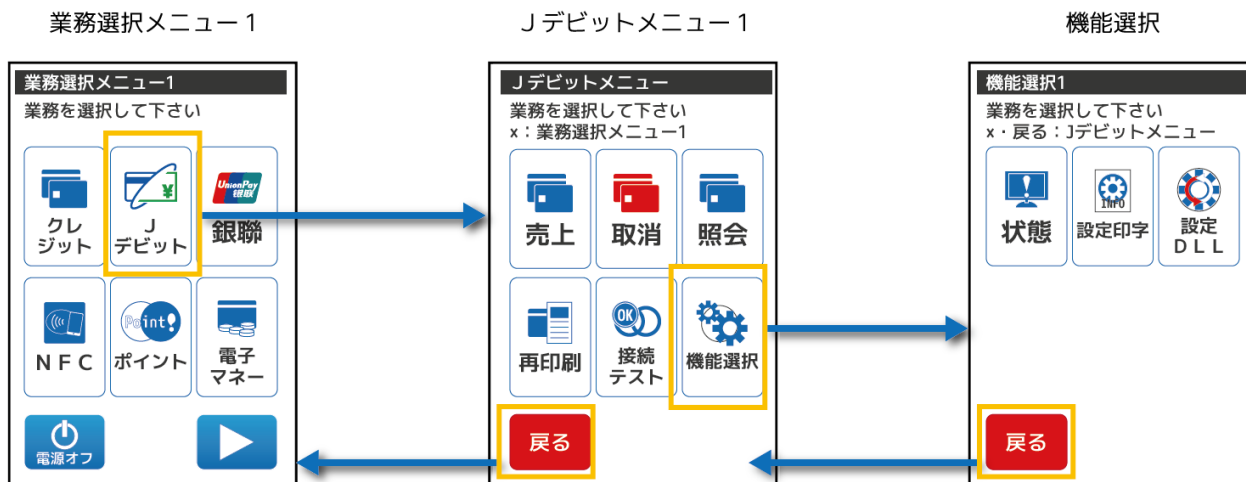 業務選択メニュー1
Jデビットメニュー1
機能選択
業務選択メニュー1
業務を選択して下さい
クレ
ジット
J
デビット
UnionPay
银联
銀聯
NFC
Point!
ポイント
電子
マネー
電源オフ
Jデビットメニュー
業務を選択して下さい
x：業務選択メニュー1
売上
取消
照会
再印刷
OK
接続
テスト
機能選択
戻る
機能選択1
業務を選択して下さい
x・戻る：Jデビットメニュー
状態
INFO
設定印字
設定
DLL
戻る